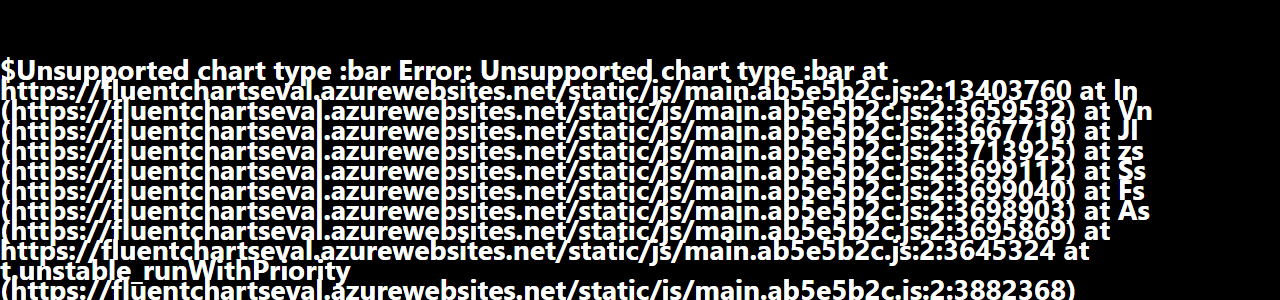 $Unsupported chart type :bar Error: Unsupported chart type :bar at
https://fluentchartseval.azurewebsites.net/static/js/main.ab5e5b2c.js:2:13403760 at ln
(https://fluentchartseval.azurewebsites.net/static/js/main.ab5e5b2c.js:2:3659532) at Vn
(https://fluentchartseval.azurewebsites.net/static/js/main.ab5e5b2c.js:2:3667719) at Jl
(https://fluentchartseval.azurewebsites.net/static/js/main.ab5e5b2c.js:2:3713925) at zs
(https://fluentchartseval.azurewebsites.net/static/js/main.ab5e5b2c.js:2:3699112) at Ss
(https://fluentchartseval.azurewebsites.net/static/js/main.ab5e5b2c.js:2:3699040) at Fs
(https://fluentchartseval.azurewebsites.net/static/js/main.ab5e5b2c.js:2:3698903) at As
(https://fluentchartseval.azurewebsites.net/static/js/main.ab5e5b2c.js:2:3695869) at
https://fluentchartseval.azurewebsites.net/static/js/main.ab5e5b2c.js:2:3645324 at
t.unstable_runWithPriority
(https://fluentchartseval.azurewebsites.net/static/js/main.ab5e5b2c.js:2:3882368)